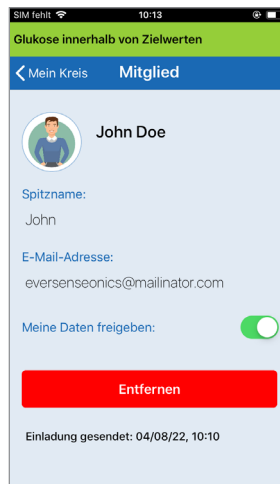 SIM fehlt 10:13
Glukose innerhalb von Zielwerten
Mein Kreis Mitglied
John Doe
Spitzname:
John
E-Mail-Adresse:
eversenseonics@mailinator.com
Meine Daten freigeben:
Entfernen
Einladung gesendet: 04/08/22, 10:10